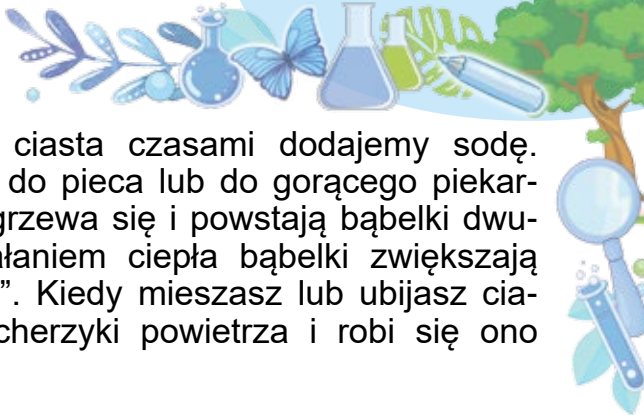 ciasta czasami dodajemy sodę.
do pieca lub do gorącego piekar-
grzewa się i powstają bąbelki dwu-
ałaniem ciepła bąbelki zwiększają
”. Kiedy mieszasz lub ubijasz cia-
cherzyki powietrza i robi się ono